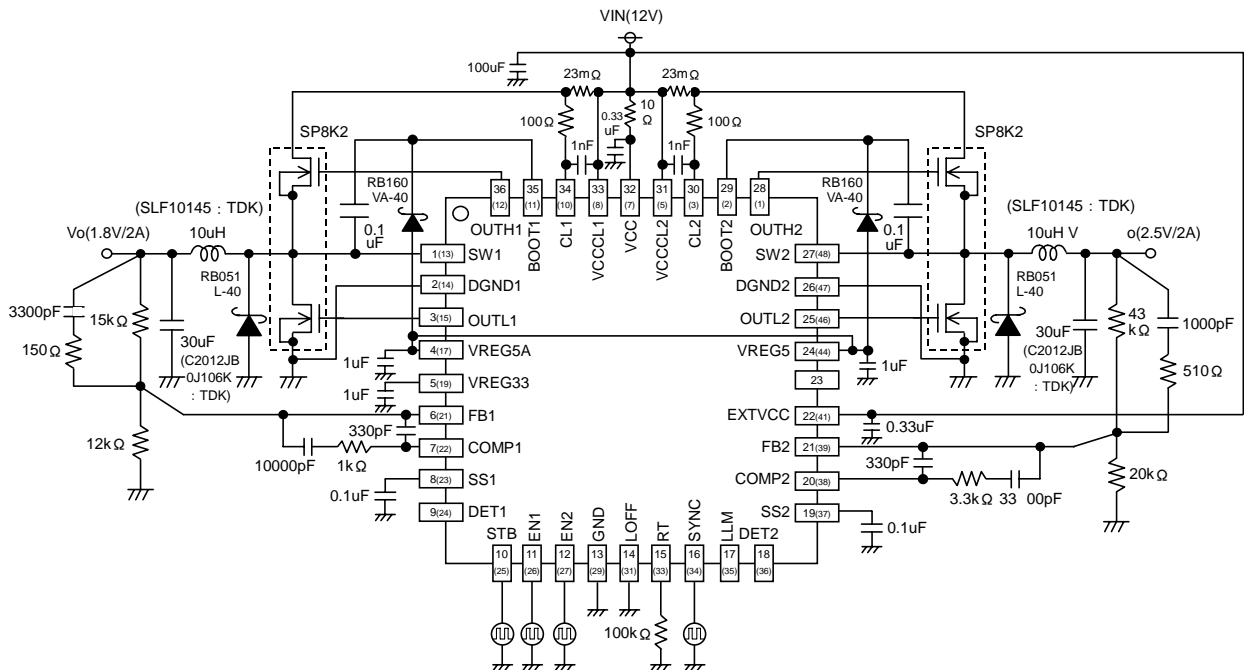 VIN(12V)
100uF
23mΩ
23mΩ
100Ω
0.33
uF
10
Ω
100Ω
1nF
1nF
SP8K2
SP8K2
RB160
VA-40
RB160
VA-40
0.1
uF
0.1
uF
36
(12)
35
(11)
34
(10)
33
(8)
32
(7)
31
(5)
30
(3)
29
(2)
28
(1)
OUTH1
BOOT1
CL1
VCCCL1
VCC
VCCCL2
CL2
BOOT2
OUTH2
(SLF10145 : TDK)
(SLF10145 : TDK)
Vo(1.8V/2A)
10uH
10uH V
o(2.5V/2A)
1(13)
SW1
SW2
27(48)
2(14)
DGND1
DGND2
26(47)
3(15)
OUTL1
OUTL2
25(46)
4(17)
VREG5A
VREG5
24(44)
5(19)
VREG33
23
6(21)
FB1
EXTVCC
22(41)
7(22)
COMP1
FB2
21(39)
8(23)
SS1
COMP2
20(38)
9(24)
DET1
SS2
19(37)
RB051
L-40
RB051
L-40
3300pF
15kΩ
150Ω
30uF
(C2012JB
0J106K
: TDK)
12kΩ
1uF
1uF
330pF
10000pF
1kΩ
0.1uF
43
kΩ
1000pF
30uF
(C2012JB
0J106K
: TDK)
510Ω
1uF
0.33uF
330pF
3.3kΩ
33 00pF
20kΩ
0.1uF
STB
EN1
EN2
GND
LOFF
RT
SYNC
LLM
DET2
10
(25)
11
(26)
12
(27)
13
(29)
14
(31)
15
(33)
16
(34)
17
(35)
18
(36)
100kΩ